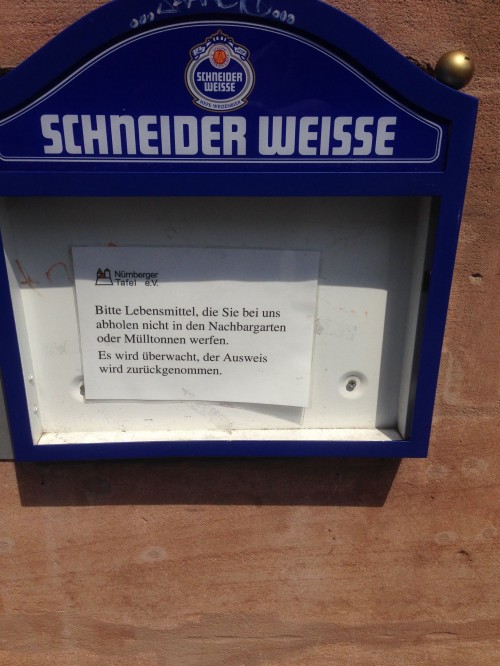 SCHNEIDER
WEISSE
SCHNEIDER WEISSE
Nürnberger
Tafel e.V.
Bitte Lebensmittel, die Sie bei uns
abholen nicht in den Nachbargarten
oder Mülltonnen werfen.
Es wird überwacht, der Ausweis
wird zurückgenommen.